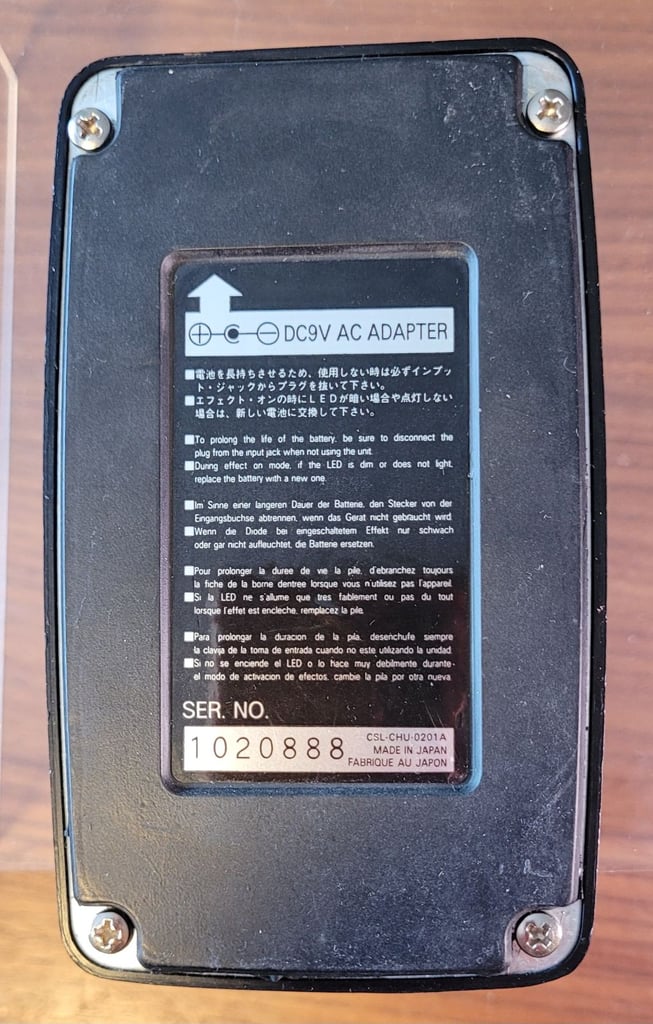 DC9V AC ADAPTER
■電池を長持ちさせるため、使用しない時は必ずインプッ
ト・ジャックからプラグを抜いて下さい。
■エフェクト・オンの時にLEDが暗い場合や点灯しない
場合は、新しい電池に交換して下さい。
■To prolong the life of the battery, be sure to disconnect the
plug from the input jack when not using the unit.
■During effect on mode, if the LED is dim or does not light,
replace the battery with a new one.
■Im Sinne einer langeren Dauer der Batterie, den Stecker von der
Eingangsbuchse abtrennen, wenn das Gerat nicht gebraucht wird.
■Wenn die Diode bei eingeschaltetem Effekt nur schwach
oder gar nicht aufleuchtet, die Batterie ersetzen.
■Pour prolonger la duree de vie la pile, d'ebranchez toujours
la fiche de la borne dentree lorsque vous n'utilisez pas l'appareil.
■Si la LED ne s'allume que tres faiblement ou pas du tout
lorsque l'effet est encleche, remplacez la pile.
■Para prolongar la duracion de la pila, desenchufe siempre
la clavija de la toma de entrada cuando no este utilizando la unidad.
■Si no se enciende el LED o lo hace muy debilmente durante
el modo de activacion de efectos, cambie la pila por otra nueva.
SER. NO.
1020888
CSL-CHU-0201A
MADE IN JAPAN
FABRIQUE AU JAPON